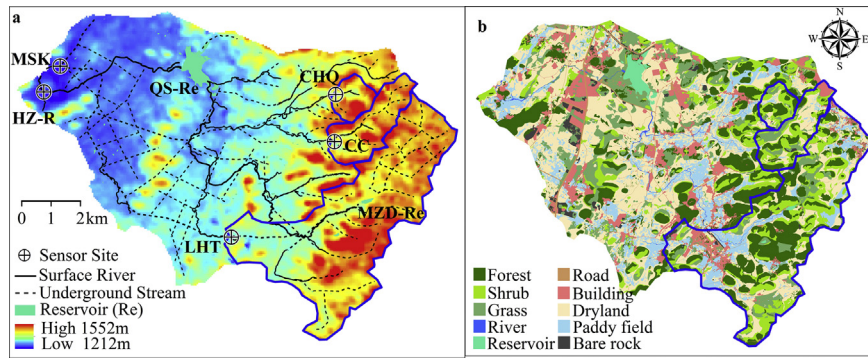 a
MSK
HZ-R
QS-Re
CHQ
CC
MZD-Re
LHT
0 1 2km
Sensor Site
Surface River
Underground Stream
Reservoir (Re)
High 1552m
Low 1212m
b
N
W E
S
Forest
Shrub
Grass
River
Reservoir
Road
Building
Dryland
Paddy field
Bare rock